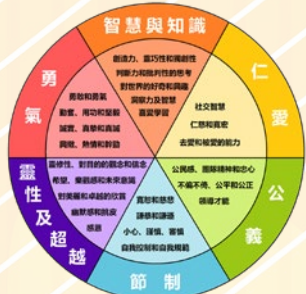 智慧與知識
創造力、靈巧性和獨創性
判斷力和批判性的思考
對世界的好奇和興趣
洞察力及智慧
喜愛學習
仁愛
社交智慧
仁慈和寬宏
去愛和被愛的能力
公義
公民感、團隊精神和忠心
不偏不倚、公平和公正
領導才能
節制
寬恕和慈悲
謙恭和謙遜
小心、謹慎、審慎
自我控制和自我規範
靈性及超越
靈修性、對目的的觀念和信念
希望、樂觀感和未來意識
對美麗和卓越的欣賞
幽默感和風趣
感恩
勇氣
勇敢和勇氣
勤奮、用功和堅毅
誠實、真摯和真誠
興緻、熱情和幹勁